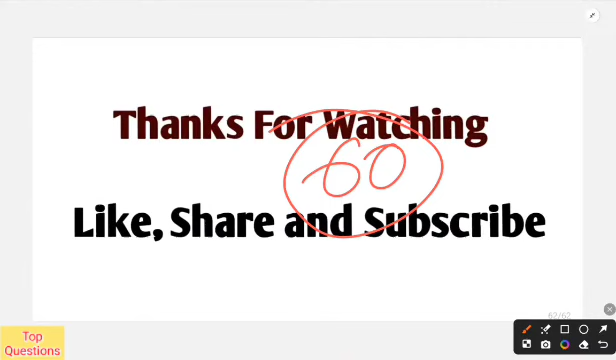 Thanks For Watching
60
Like, Share and Subscribe
62/62
Top
Questions